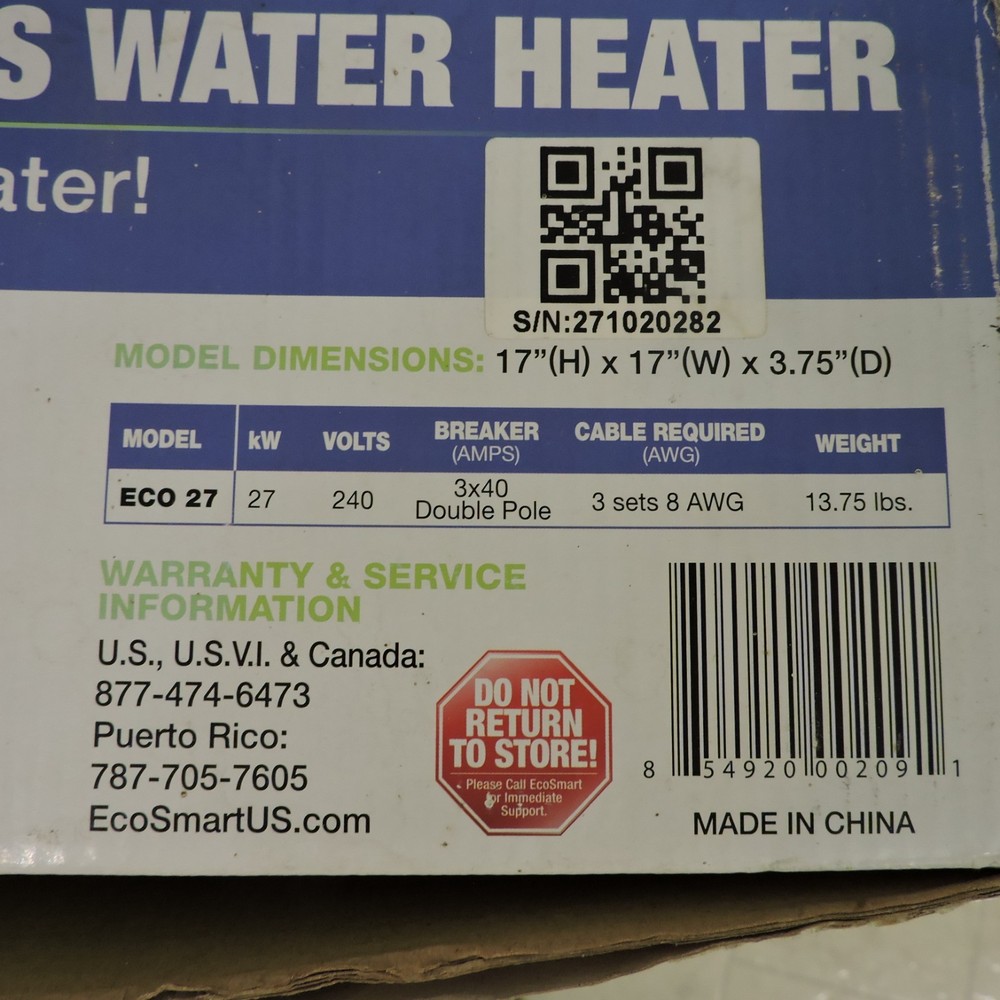 S WATER HEATER
ater!
S/N:271020282
MODEL DIMENSIONS: 17”(H) x 17”(W) x 3.75”(D)
MODEL kW VOLTS BREAKER (AMPS) CABLE REQUIRED (AWG) WEIGHT
ECO 27 27 240 3x40 Double Pole 3 sets 8 AWG 13.75 lbs.
WARRANTY & SERVICE
INFORMATION
U.S., U.S.V.I. & Canada:
877-474-6473
Puerto Rico:
787-705-7605
EcoSmartUS.com
DO NOT
RETURN
TO STORE!
Please Call EcoSmart
for Immediate
Support.
8 54920 00209 1
MADE IN CHINA